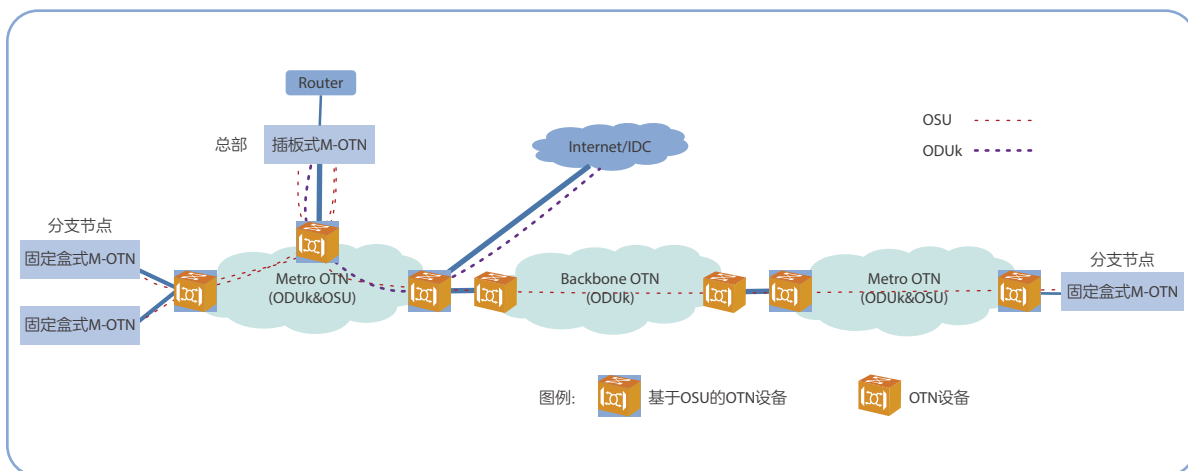 Router
总部
插板式M-OTN
Internet/IDC
OSU
ODUk
分支节点
固定盒式M-OTN
固定盒式M-OTN
Metro OTN
(ODUk&OSU)
Backbone OTN
(ODUk)
Metro OTN
(ODUk&OSU)
分支节点
固定盒式M-OTN
图例:
基于OSU的OTN设备
OTN设备